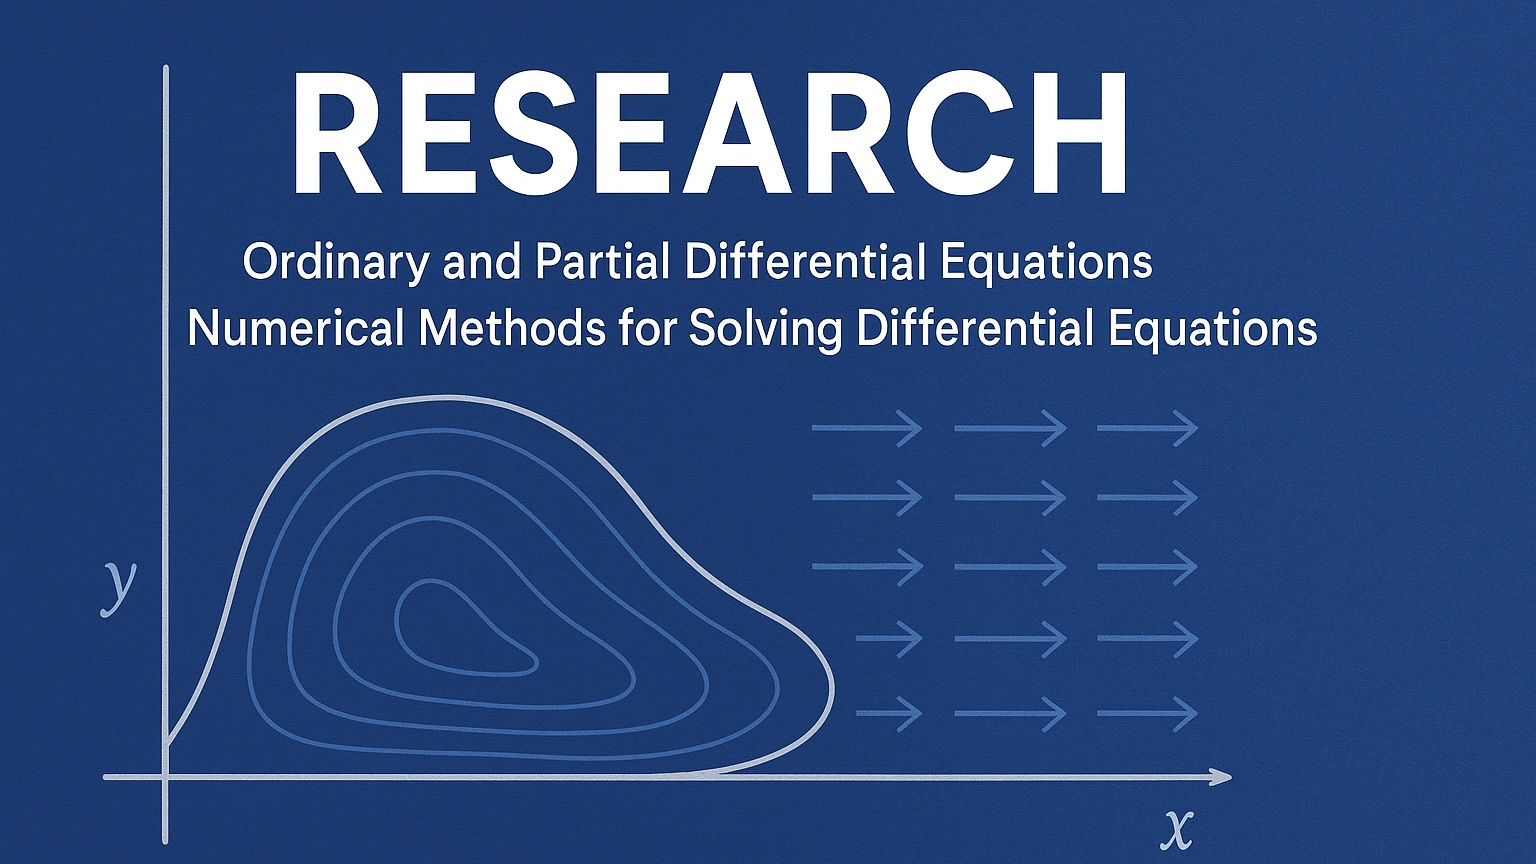 RESEARCH
Ordinary and Partial Differential Equations
Numerical Methods for Solving Differential Equations
y
x